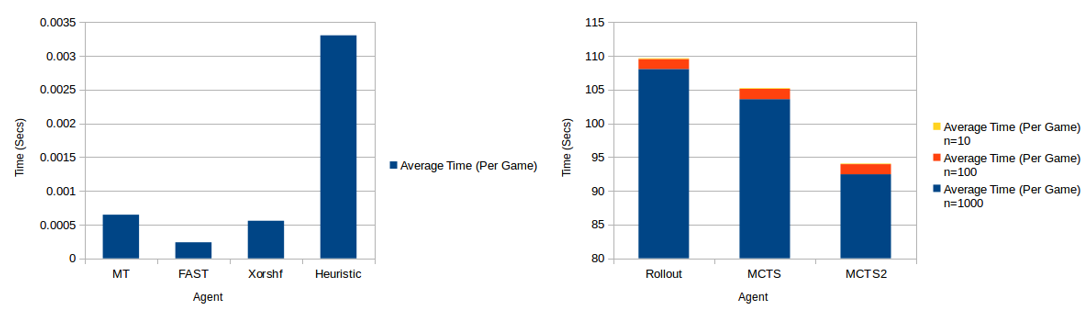 0.0035
0.003
0.0025
0.002
0.0015
0.001
0.0005
0
Time (Secs)
MT FAST Xorshf Heuristic
Agent
Average Time (Per Game)
115
110
105
100
95
90
85
80
Time (Secs)
Rollout MCTS MCTS2
Agent
Average Time (Per Game)
n=10
Average Time (Per Game)
n=100
Average Time (Per Game)
n=1000